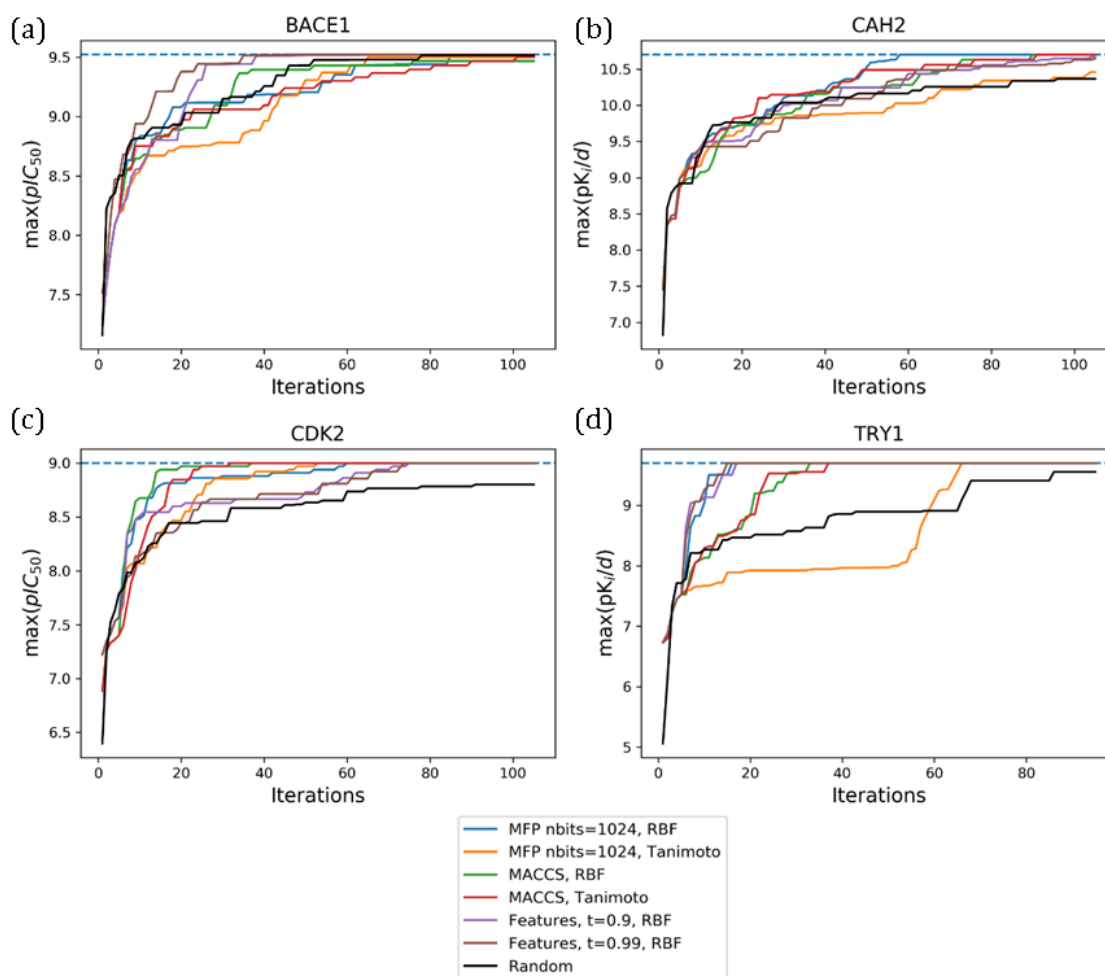 (a)
BACE1
max(pIC50)
9.5
9.0
8.5
8.0
7.5
0 20 40 60 80 100
Iterations
(b)
CAH2
max(pKi/d)
10.5
10.0
9.5
9.0
8.5
8.0
7.5
7.0
0 20 40 60 80 100
Iterations
(c)
CDK2
max(pIC50)
9.0
8.5
8.0
7.5
7.0
6.5
0 20 40 60 80 100
Iterations
(d)
TRY1
max(pKi/d)
9
8
7
6
5
0 20 40 60 80
Iterations
MFP nbits=1024, RBF
MFP nbits=1024, Tanimoto
MACCS, RBF
MACCS, Tanimoto
Features, t=0.9, RBF
Features, t=0.99, RBF
Random